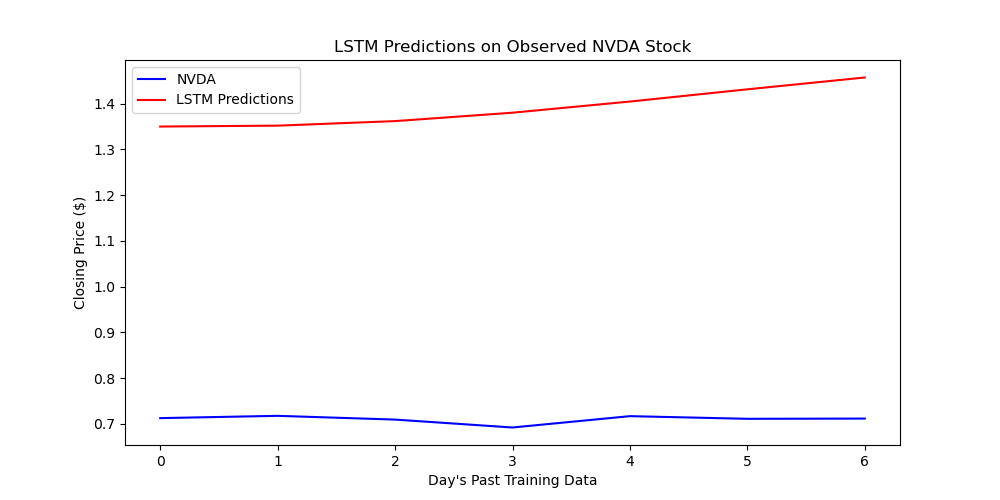 LSTM Predictions on Observed NVDA Stock
NVDA
LSTM Predictions
Closing Price ($)
1.4
1.3
1.2
1.1
1.0
0.9
0.8
0.7
0 1 2 3 4 5 6
Day's Past Training Data